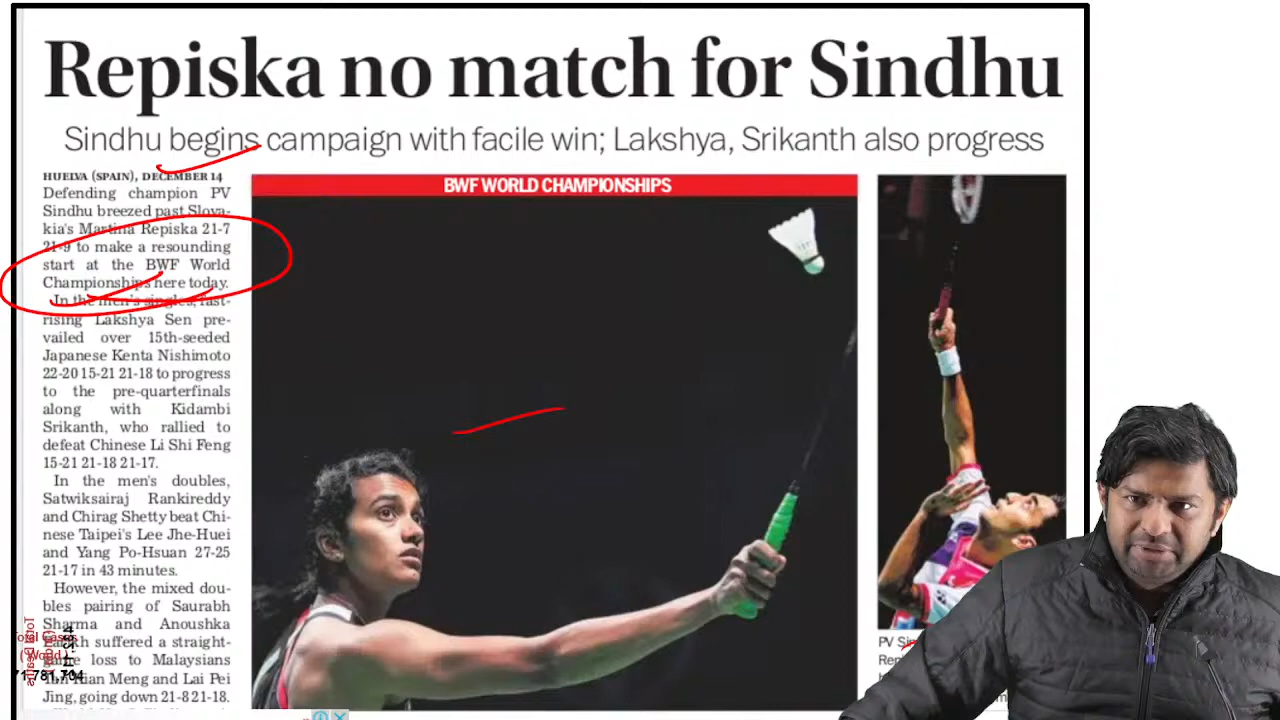 Repiska no match for Sindhu
Sindhu begins campaign with facile win; Lakshya, Srikanth also progress
HUELVA (SPAIN), DECEMBER 14
Defending champion PV
Sindhu breezed past Slova-
kia's Martina Repiska 21-7
21-9 to make a resounding
start at the BWF World
Championships here today.
In the men's singles, fast-
rising Lakshya Sen pre-
vailed over 15th-seeded
Japanese Kenta Nishimoto
22-20 15-21 21-18 to progress
to the pre-quarterfinals
along with Kidambi
Srikanth, who rallied to
defeat Chinese Li Shi Feng
15-21 21-18 21-17.
In the men's doubles,
Satwiksairaj Rankireddy
and Chirag Shetty beat Chi-
nese Taipei's Lee Jhe-Huei
and Yang Po-Hsuan 27-25
21-17 in 43 minutes.
However, the mixed dou-
bles pairing of Saurabh
Sharma and Anoushka
suffered a straight-
loss to Malaysians
Meng and Lai Pei
Jing, going down 21-8 21-18.
BWF WORLD CHAMPIONSHIPS
PV